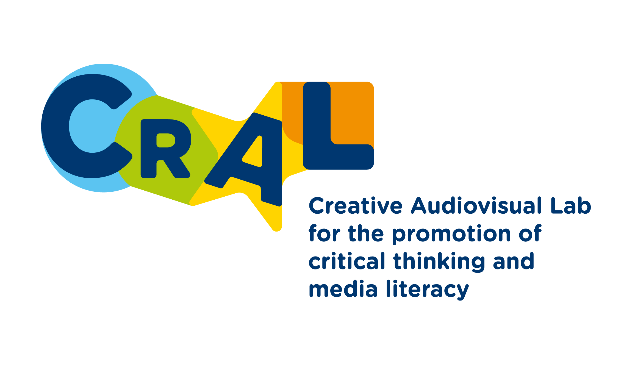 CRAL
Creative Audiovisual Lab
for the promotion of
critical thinking and
media literacy